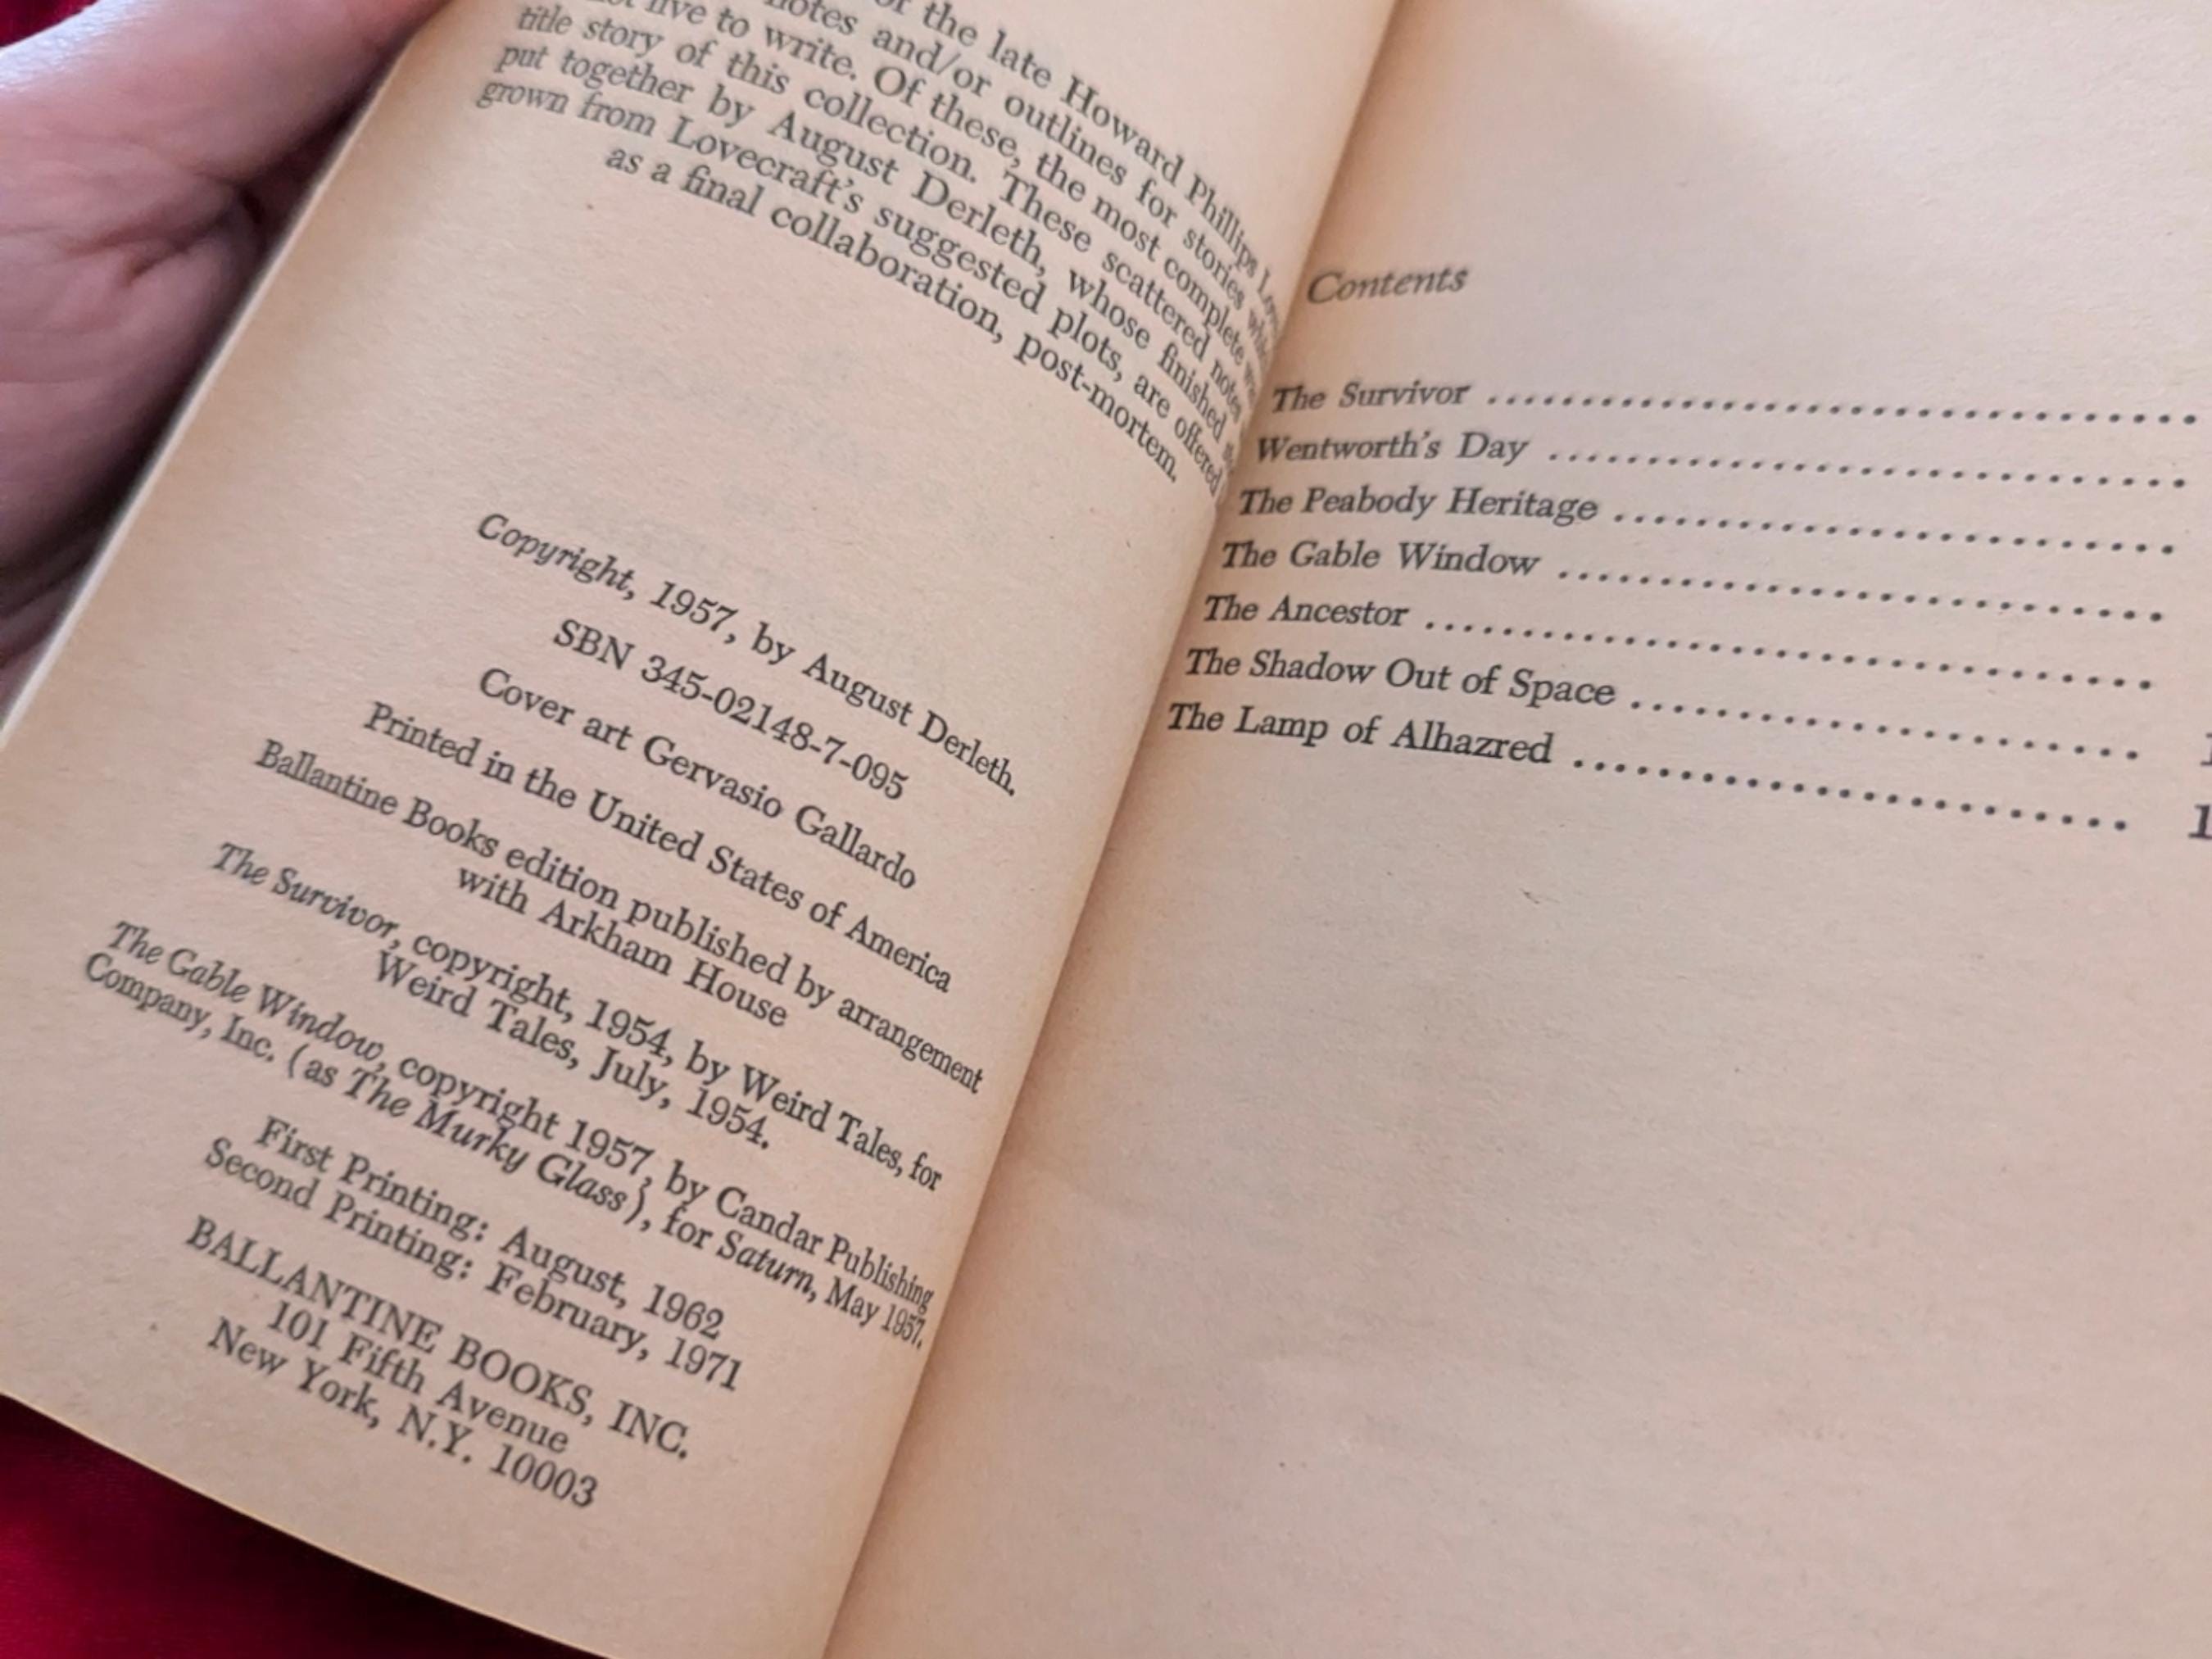 of the late Howard Phillips
notes and/or outlines for stories
live to write. Of these, the most complete
title story of this collection. These scattered notes
put together by August Derleth, whose finished
grown from Lovecraft's suggested plots, are offered
as a final collaboration, post-mortem.
Copyright, 1957, by August Derleth.
SBN 345-02148-7-095
Cover art Gervasio Gallardo
Printed in the United States of America
Ballantine Books edition published by arrangement
with Arkham House
The Survivor, copyright, 1954, by Weird Tales, for
Weird Tales, July, 1954.
The Gable Window, copyright 1957, by Candar Publishing
Company, Inc. (as The Murky Glass), for Saturn, May 1957.
First Printing: August, 1962
Second Printing: February, 1971
BALLANTINE BOOKS, INC.
101 Fifth Avenue
New York, N.Y. 10003
Contents
The Survivor
Wentworth's Day
The Peabody Heritage
The Gable Window
The Ancestor
The Shadow Out of Space
The Lamp of Alhazred